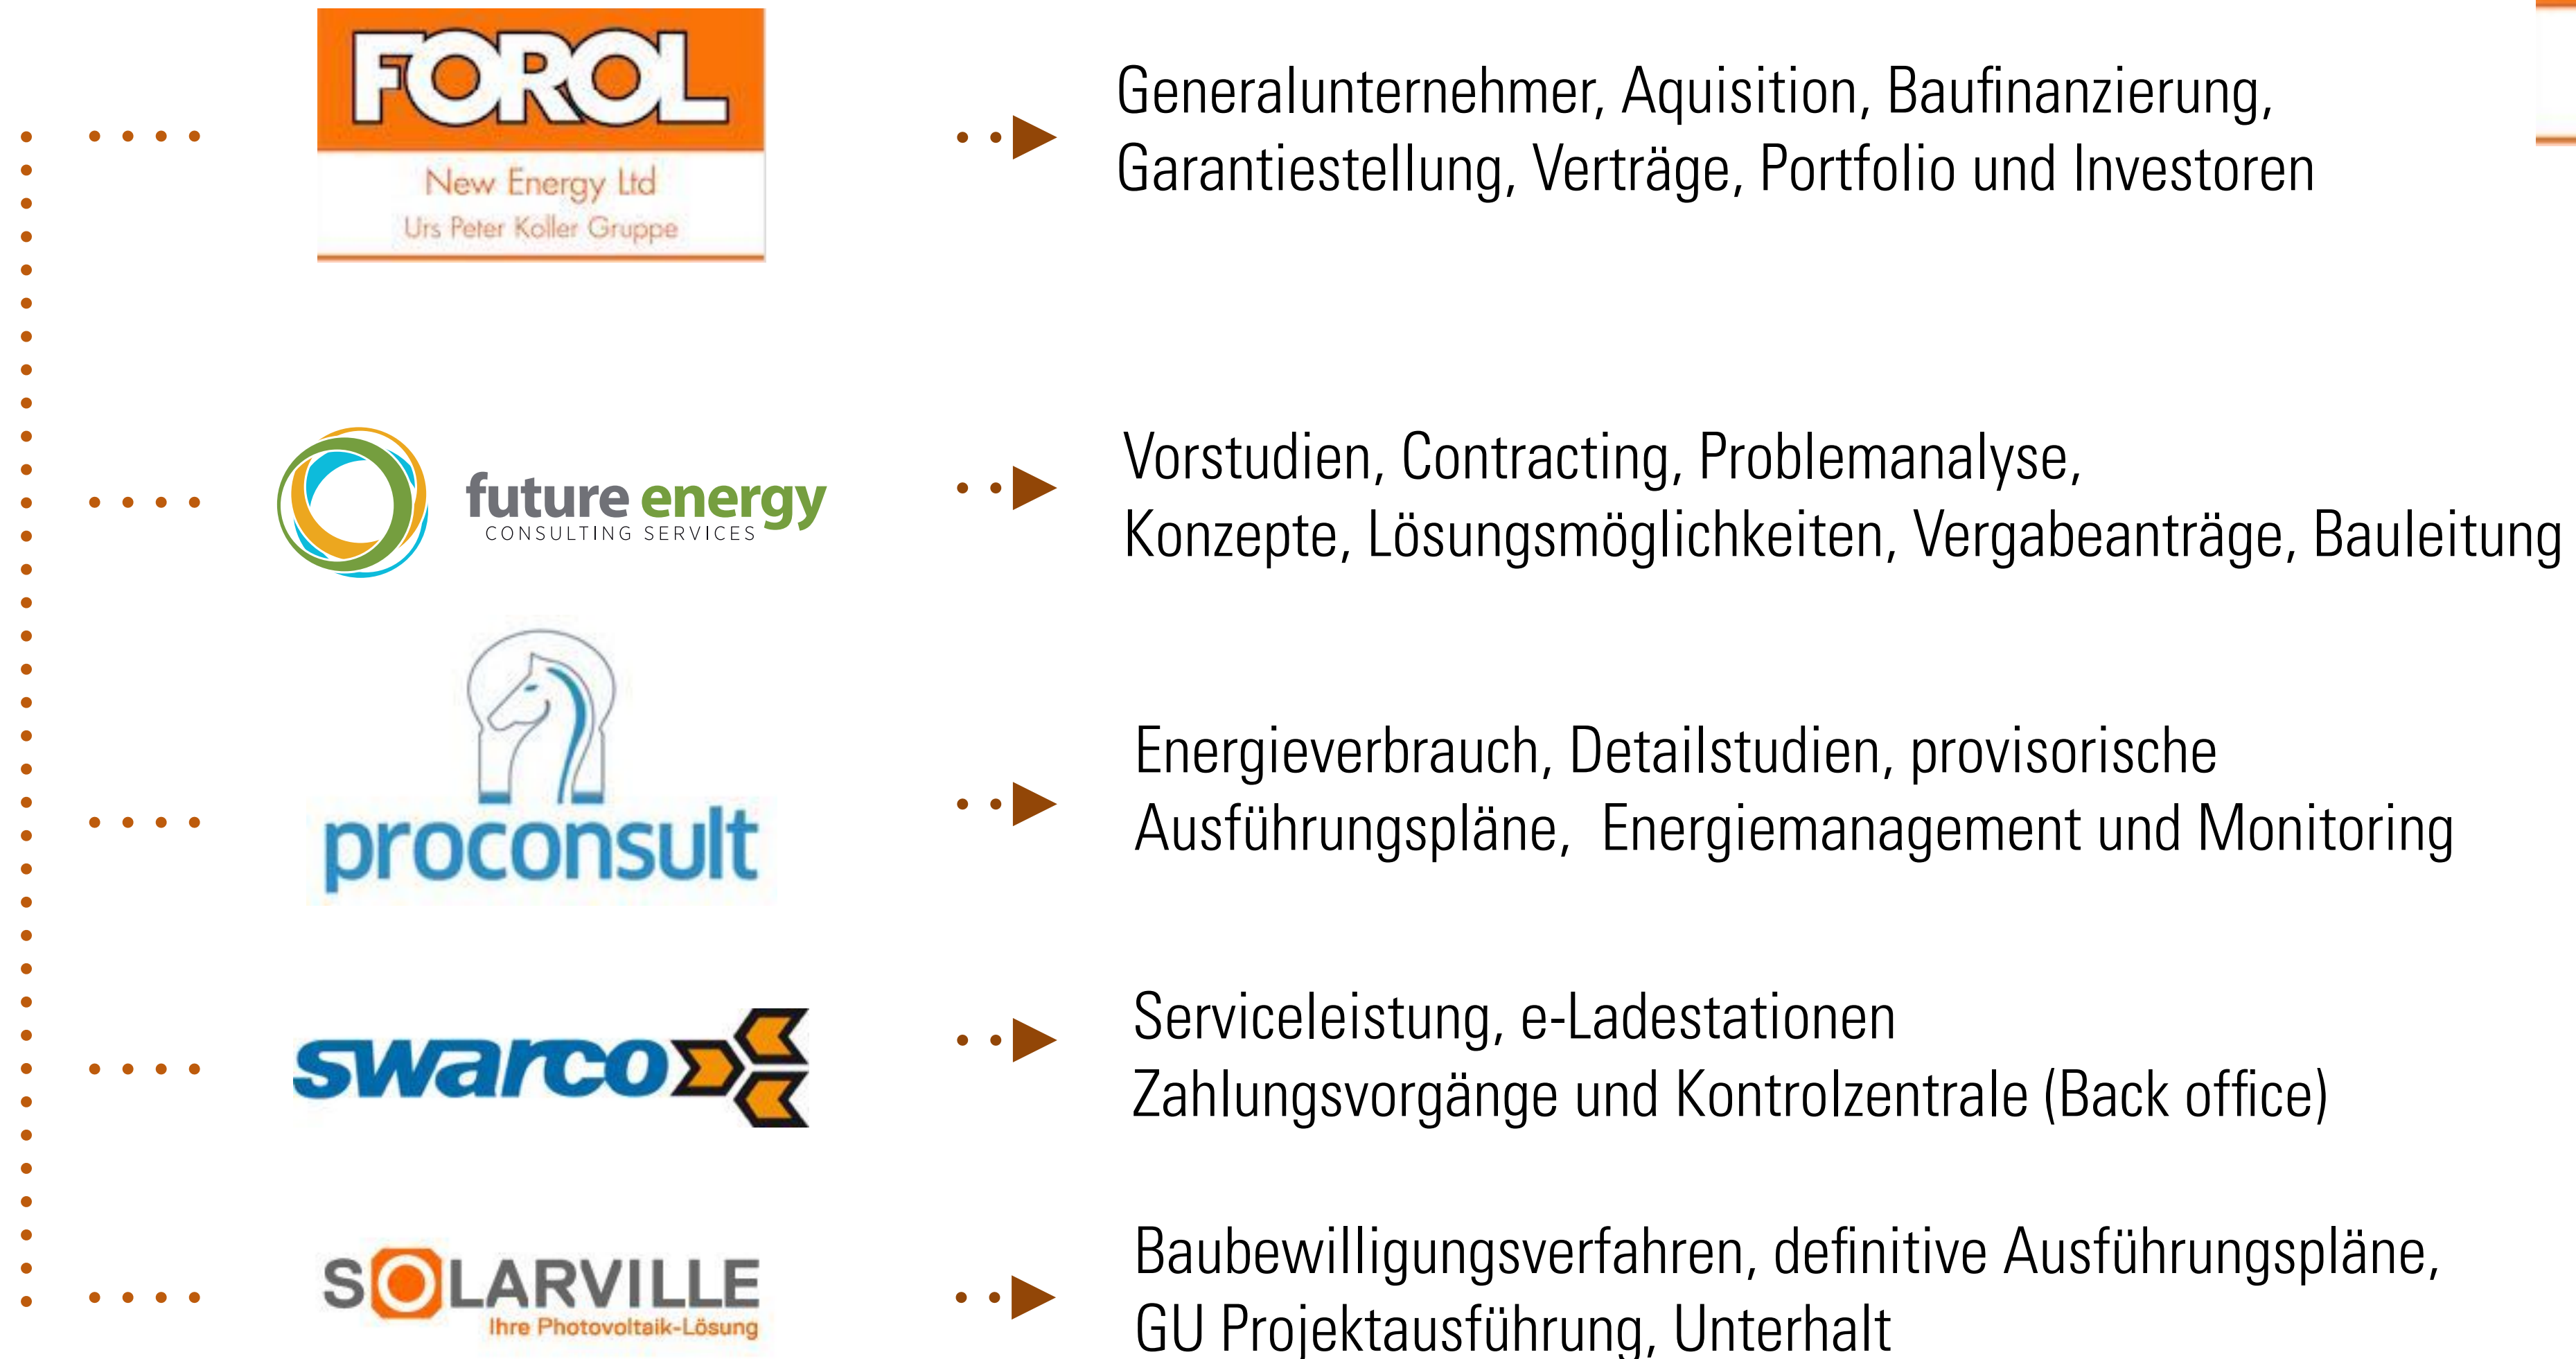 FOROL
New Energy Ltd
Urs Peter Koller Gruppe
Generalunternehmer, Aquisition, Baufinanzierung,
Garantiestellung, Verträge, Portfolio und Investoren
future energy
CONSULTING SERVICES
Vorstudien, Contracting, Problemanalyse,
Konzepte, Lösungsmöglichkeiten, Vergabeanträge, Bauleitung
proconsult
Energieverbrauch, Detailstudien, provisorische
Ausführungspläne, Energiemanagement und Monitoring
swarco
Serviceleistung, e-Ladestationen
Zahlungsvorgänge und Kontrolzentrale (Back office)
SOLARVILLE
Ihre Photovoltaik-Lösung
Baubewilligungsverfahren, definitive Ausführungspläne,
GU Projektausführung, Unterhalt